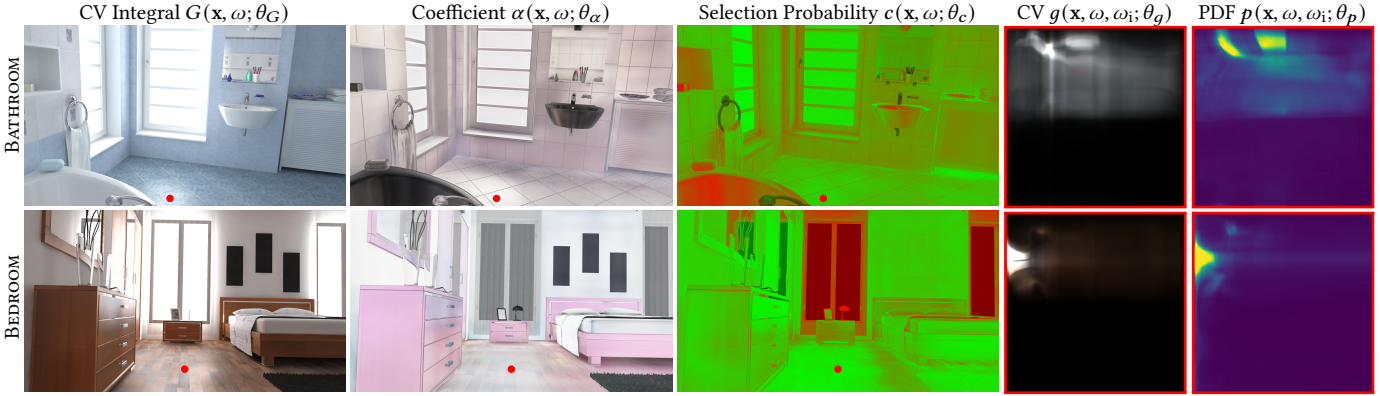 CV Integral G(x, ω; θ_G) Coefficient α(x, ω; θ_α) Selection Probability c(x, ω; θ_c) CV g(x, ω, ω_i; θ_g) PDF p(x, ω, ω_i; θ_p)
BATHROOM
BEDROOM